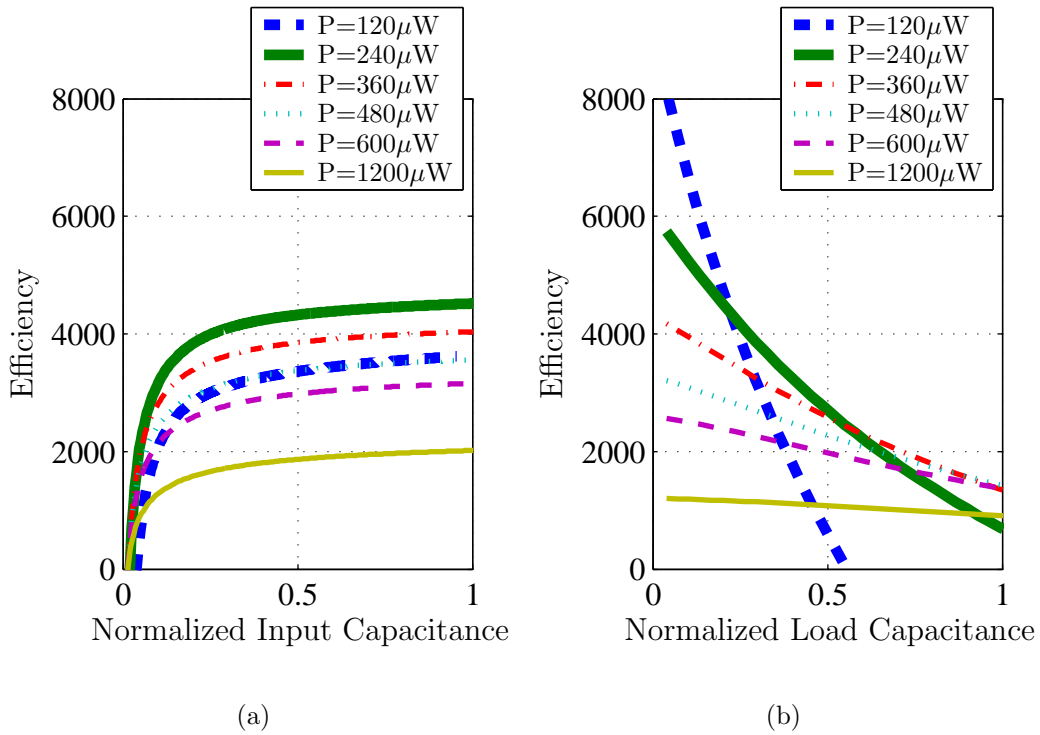 P=120μW
P=240μW
P=360μW
P=480μW
P=600μW
P=1200μW
8000
6000
4000
2000
0
0
0.5
1
Efficiency
Normalized Input Capacitance
(a)
P=120μW
P=240μW
P=360μW
P=480μW
P=600μW
P=1200μW
8000
6000
4000
2000
0
0
0.5
1
Efficiency
Normalized Load Capacitance
(b)